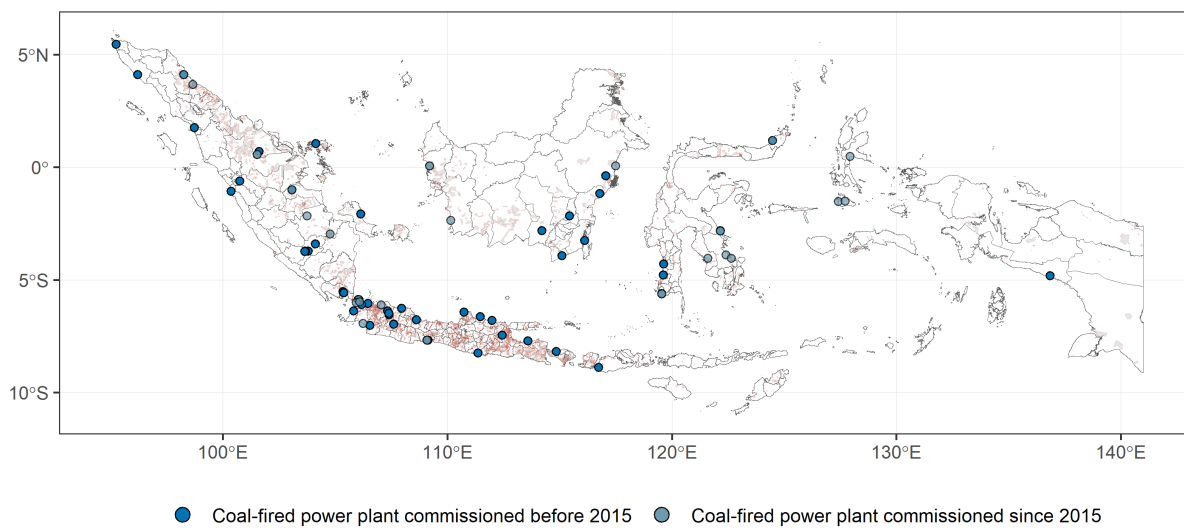 5°N
0°
5°S
10°S
100°E 110°E 120°E 130°E 140°E
Coal-fired power plant commissioned before 2015 Coal-fired power plant commissioned since 2015